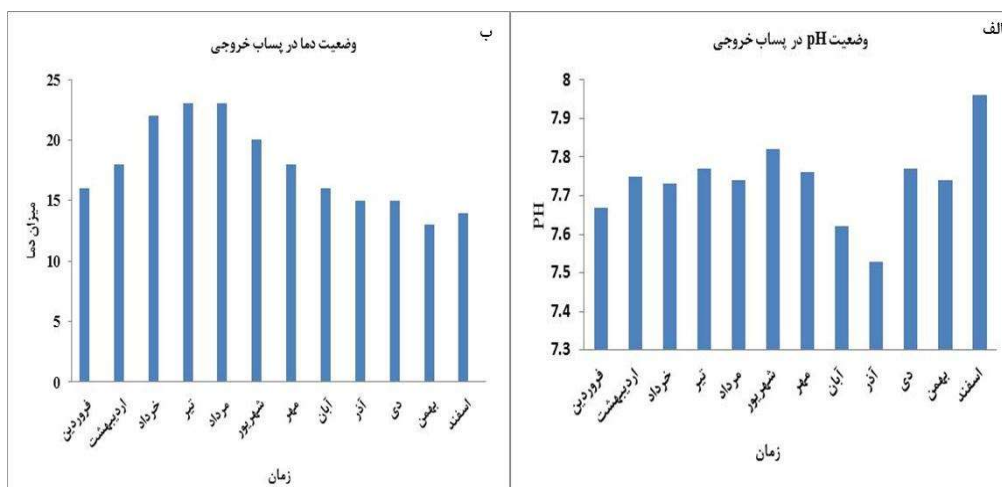 الف
وضعیت pH در پساب خروجی
8
7.9
7.8
7.7
7.6
7.5
7.4
7.3
PH
فروردین
اردیبهشت
خرداد
تیر
مرداد
شهریور
مهر
آبان
آذر
دی
بهمن
اسفند
زمان
ب
وضعیت دما در پساب خروجی
25
20
15
10
5
0
میزان دما
فروردین
اردیبهشت
خرداد
تیر
مرداد
شهریور
مهر
آبان
آذر
دی
بهمن
اسفند
زمان